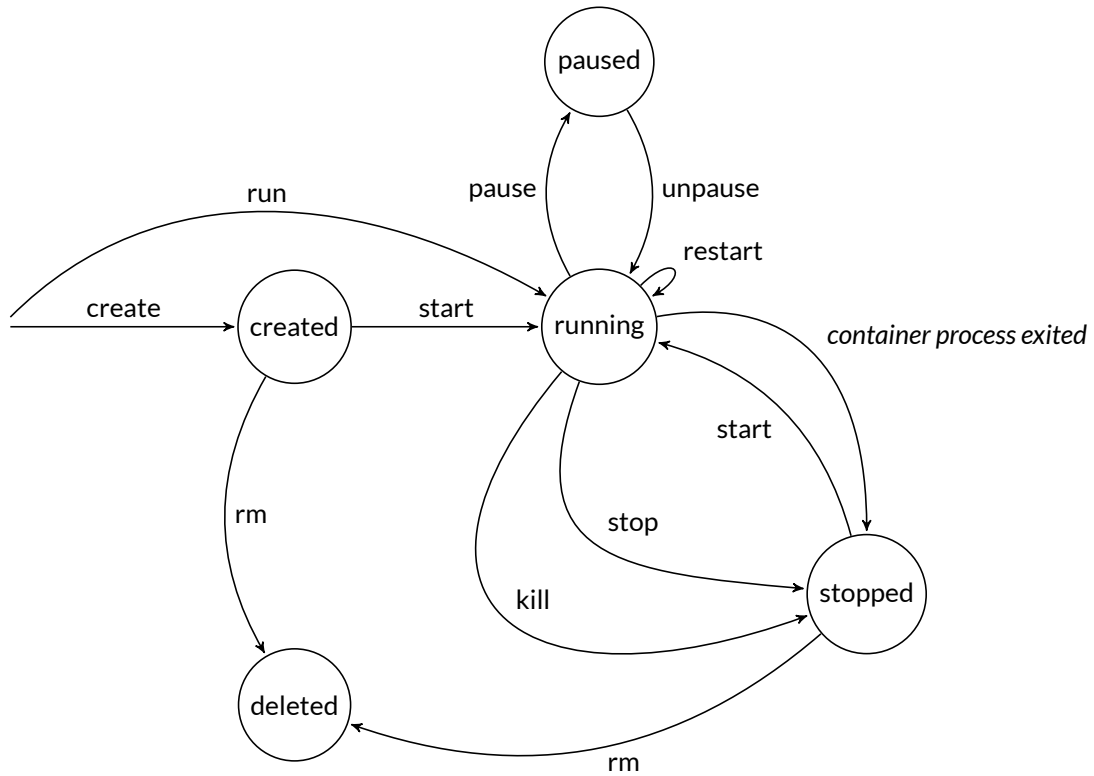 paused
pause
unpause
run
restart
create
created
start
running
container process exited
start
rm
stop
kill
stopped
deleted
rm